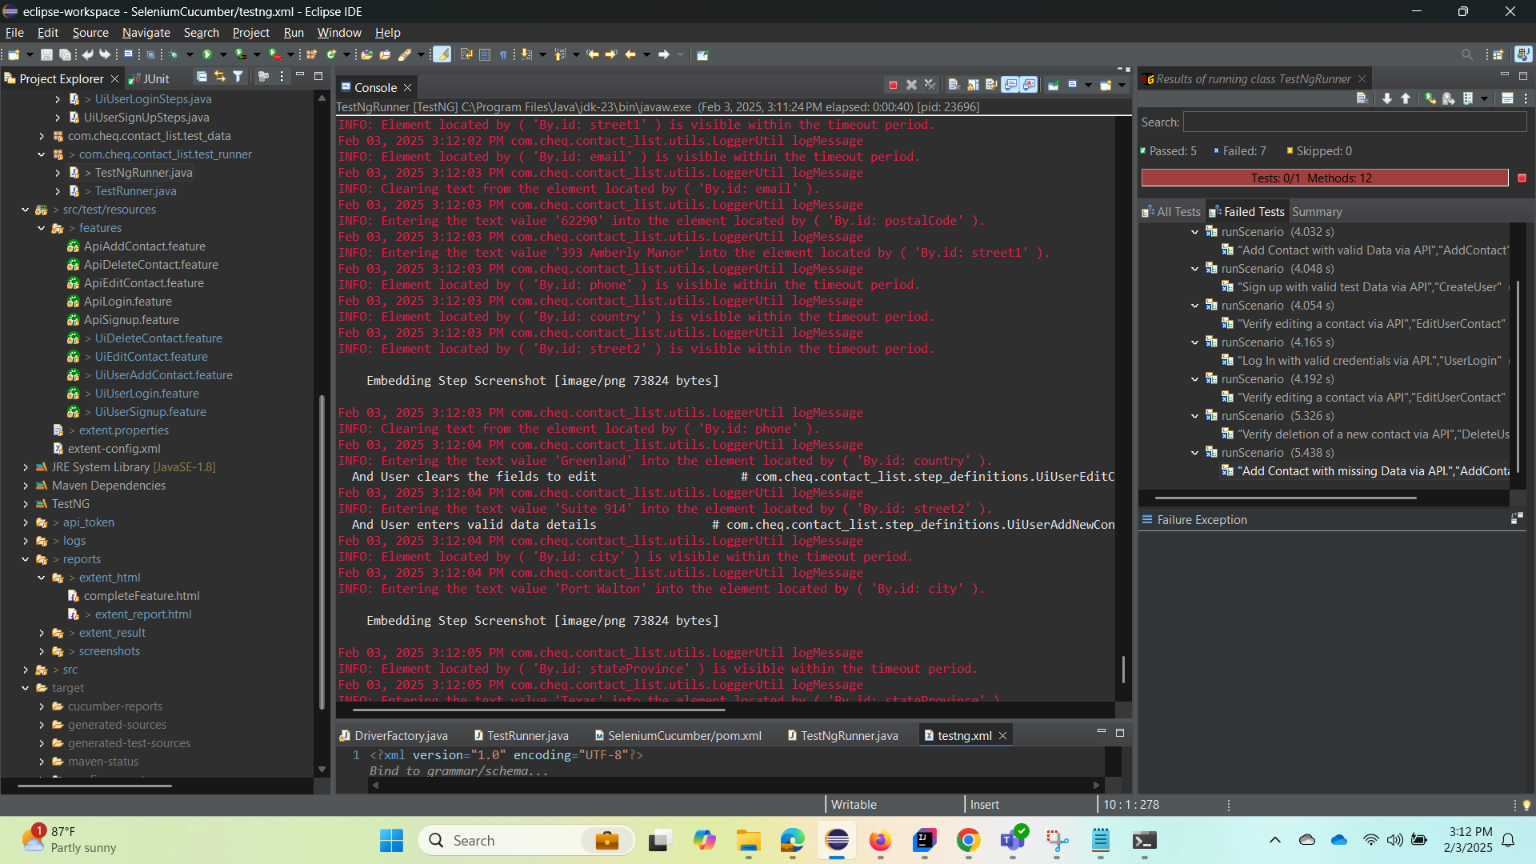 eclipse-workspace - SeleniumCucumber/testng.xml - Eclipse IDE
File Edit Source Navigate Search Project Run Window Help
Project Explorer
JUnit
> UiUserLoginSteps.java
UiUserSignUpSteps.java
com.cheq.contact_list.test_data
> com.cheq.contact_list.test_runner
> TestNgRunner.java
> TestRunner.java
> src/test/resources
> features
ApiAddContact.feature
ApiDeleteContact.feature
ApiEditContact.feature
ApiLogin.feature
ApiSignup.feature
> UiDeleteContact.feature
> UiEditContact.feature
> UiUserAddContact.feature
> UiUserLogin.feature
> UiUserSignup.feature
> extent.properties
extent-config.xml
JRE System Library [JavaSE-1.8]
Maven Dependencies
TestNG
> api_token
> logs
> reports
> extent_html
completeFeature.html
> extent_report.html
> extent_result
> screenshots
> src
target
cucumber-reports
generated-sources
generated-test-sources
maven-status
Console
TestNgRunner [TestNG] C:\Program Files\Java\jdk-23\bin\javaw.exe (Feb 3, 2025, 3:11:24 PM elapsed: 0:00:40) [pid: 23696]
INFO: Element located by ( 'By.id: street1' ) is visible within the timeout period.
Feb 03, 2025 3:12:02 PM com.cheq.contact_list.utils.LoggerUtil logMessage
INFO: Element located by ( 'By.id: email' ) is visible within the timeout period.
Feb 03, 2025 3:12:03 PM com.cheq.contact_list.utils.LoggerUtil logMessage
INFO: Clearing text from the element located by ( 'By.id: email' ).
Feb 03, 2025 3:12:03 PM com.cheq.contact_list.utils.LoggerUtil logMessage
INFO: Entering the text value '62290' into the element located by ( 'By.id: postalCode' ).
Feb 03, 2025 3:12:03 PM com.cheq.contact_list.utils.LoggerUtil logMessage
INFO: Entering the text value '393 Amberly Manor' into the element located by ( 'By.id: street1' ).
Feb 03, 2025 3:12:03 PM com.cheq.contact_list.utils.LoggerUtil logMessage
INFO: Element located by ( 'By.id: phone' ) is visible within the timeout period.
Feb 03, 2025 3:12:03 PM com.cheq.contact_list.utils.LoggerUtil logMessage
INFO: Element located by ( 'By.id: country' ) is visible within the timeout period.
Feb 03, 2025 3:12:03 PM com.cheq.contact_list.utils.LoggerUtil logMessage
INFO: Element located by ( 'By.id: street2' ) is visible within the timeout period.
Embedding Step Screenshot [image/png 73824 bytes]
Feb 03, 2025 3:12:03 PM com.cheq.contact_list.utils.LoggerUtil logMessage
INFO: Clearing text from the element located by ( 'By.id: phone' ).
Feb 03, 2025 3:12:04 PM com.cheq.contact_list.utils.LoggerUtil logMessage
INFO: Entering the text value 'Greenland' into the element located by ( 'By.id: country' ).
And User clears the fields to edit # com.cheq.contact_list.step_definitions.UiUserEditC
Feb 03, 2025 3:12:04 PM com.cheq.contact_list.utils.LoggerUtil logMessage
INFO: Entering the text value 'Suite 914' into the element located by ( 'By.id: street2' ).
And User enters valid data details # com.cheq.contact_list.step_definitions.UiUserAddNewCon
Feb 03, 2025 3:12:04 PM com.cheq.contact_list.utils.LoggerUtil logMessage
INFO: Element located by ( 'By.id: city' ) is visible within the timeout period.
Feb 03, 2025 3:12:04 PM com.cheq.contact_list.utils.LoggerUtil logMessage
INFO: Entering the text value 'Port Walton' into the element located by ( 'By.id: city' ).
Embedding Step Screenshot [image/png 73824 bytes]
Feb 03, 2025 3:12:05 PM com.cheq.contact_list.utils.LoggerUtil logMessage
INFO: Element located by ( 'By.id: stateProvince' ) is visible within the timeout period.
Feb 03, 2025 3:12:05 PM com.cheq.contact_list.utils.LoggerUtil logMessage
INFO: Entering the text value 'Texas' into the element located by ( 'By.id: stateProvince' )
DriverFactory.java TestRunner.java SeleniumCucumber/pom.xml TestNgRunner.java testng.xml
1 <?xml version="1.0" encoding="UTF-8"?>
Bind to grammar/schema...
Results of running class TestNgRunner
Search:
Passed: 5 Failed: 7 Skipped: 0
Tests: 0/1 Methods: 12
All Tests Failed Tests Summary
runScenario (4.032 s)
"Add Contact with valid Data via API","AddContact"
runScenario (4.048 s)
"Sign up with valid test Data via API","CreateUser"
runScenario (4.054 s)
"Verify editing a contact via API","EditUserContact"
runScenario (4.165 s)
"Log In with valid credentials via API.","UserLogin"
runScenario (4.192 s)
"Verify editing a contact via API","EditUserContact"
runScenario (5.326 s)
"Verify deletion of a new contact via API","DeleteUs
runScenario (5.438 s)
"Add Contact with missing Data via API.","AddConta
Failure Exception
Writable Insert 10 : 1 : 278
1
87°F
Partly sunny
Search
3:12 PM
2/3/2025